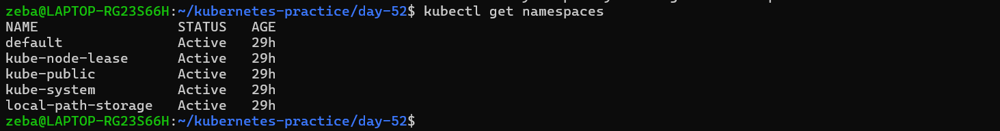 zeba@LAPTOP-RG23S66H:~/kubernetes-practice/day-52$ kubectl get namespaces
NAME                 STATUS   AGE
default              Active   29h
kube-node-lease      Active   29h
kube-public          Active   29h
kube-system          Active   29h
local-path-storage   Active   29h
zeba@LAPTOP-RG23S66H:~/kubernetes-practice/day-52$